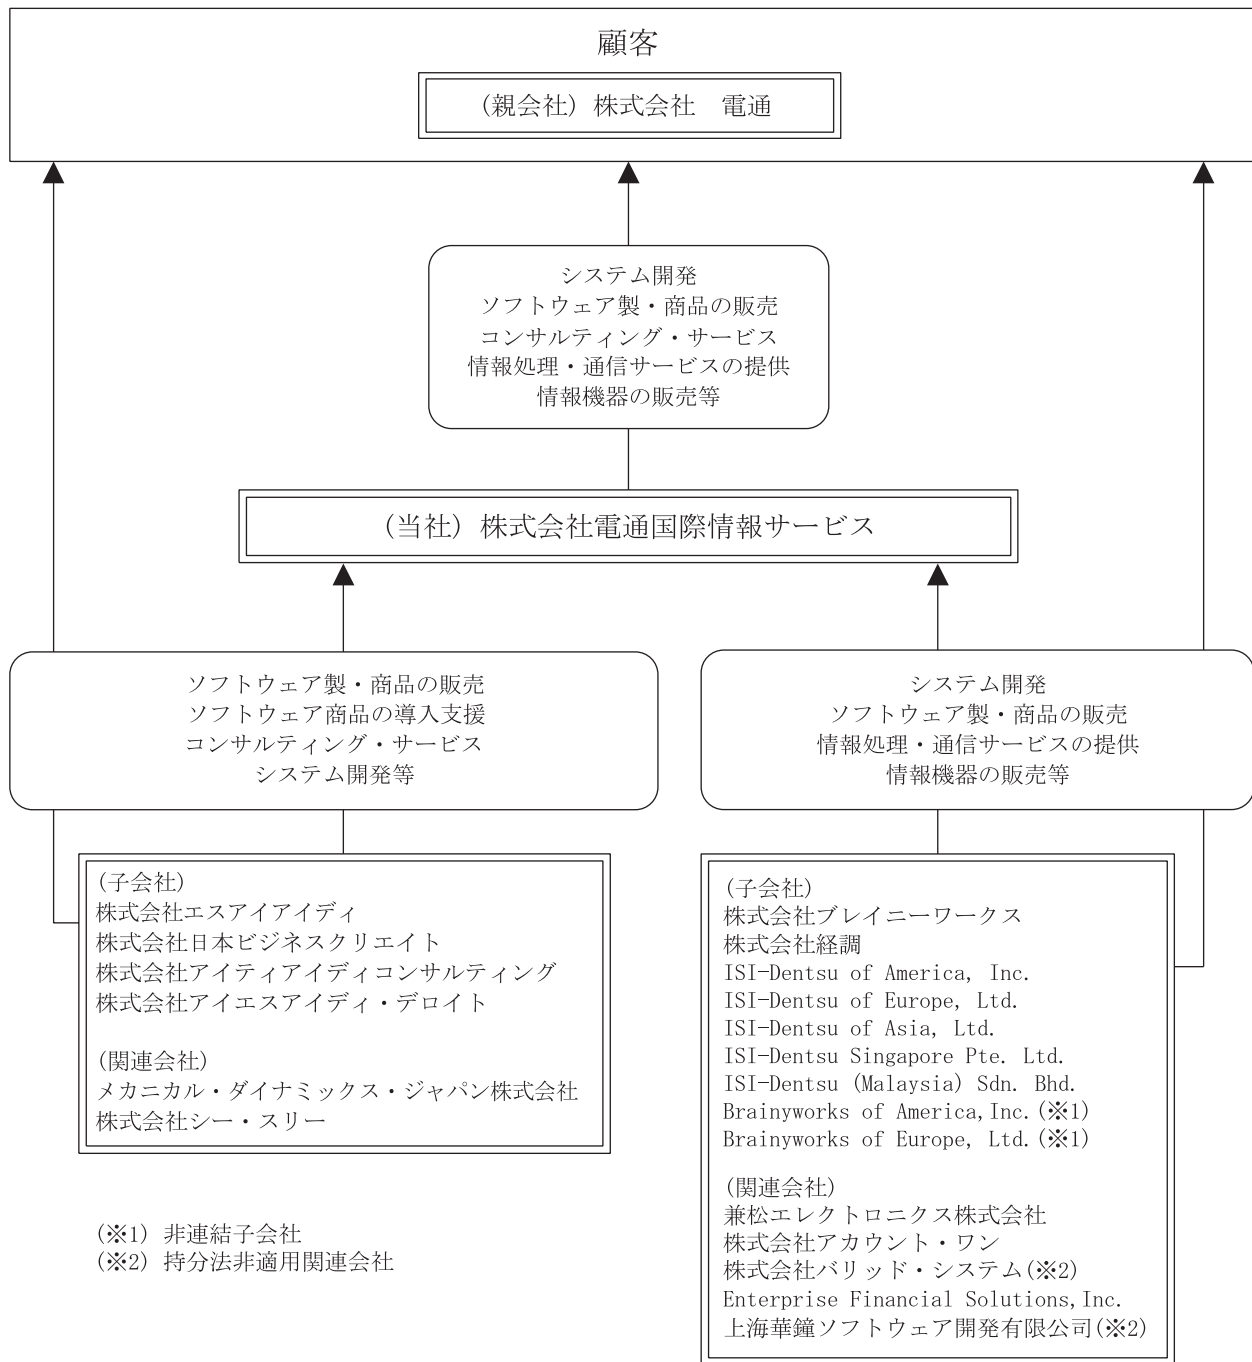 顧客
(親会社) 株式会社　電通
システム開発
ソフトウェア製・商品の販売
コンサルティング・サービス
情報処理・通信サービスの提供
情報機器の販売等
(当社) 株式会社電通国際情報サービス
ソフトウェア製・商品の販売
ソフトウェア商品の導入支援
コンサルティング・サービス
システム開発等
(子会社)
株式会社エスアイアイディ
株式会社日本ビジネスクリエイト
株式会社アイティアイディコンサルティング
株式会社アイエスアイディ・デロイト
(関連会社)
メカニカル・ダイナミックス・ジャパン株式会社
株式会社シー・スリー
システム開発
ソフトウェア製・商品の販売
情報処理・通信サービスの提供
情報機器の販売等
(子会社)
株式会社ブレイニーワークス
株式会社経調
ISI-Dentsu of America, Inc.
ISI-Dentsu of Europe, Ltd.
ISI-Dentsu of Asia, Ltd.
ISI-Dentsu Singapore Pte. Ltd.
ISI-Dentsu (Malaysia) Sdn. Bhd.
Brainyworks of America,Inc.(※1)
Brainyworks of Europe, Ltd.(※1)
(関連会社)
兼松エレクトロニクス株式会社
株式会社アカウント・ワン
株式会社バリッド・システム(※2)
Enterprise Financial Solutions,Inc.
上海華鐘ソフトウェア開発有限公司(※2)
(※1) 非連結子会社
(※2) 持分法非適用関連会社